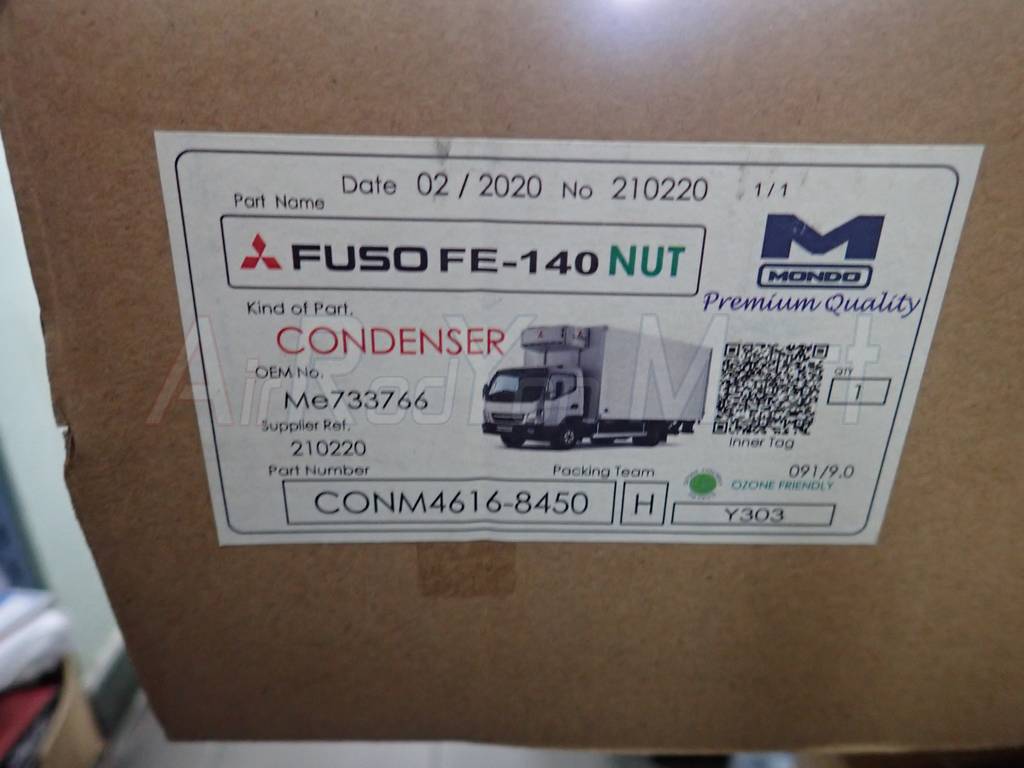 Date 02 / 2020 No 210220 1 / 1
Part Name
FUSO FE-140 NUT
MONDO
Premium Quality
Kind of Part.
CONDENSER
OEM No.
Me733766
QTY
1
Supplier Ref.
210220
Inner Tag
Part Number
Packing Team
091/9.0
OZONE FRIENDLY
CONM4616-8450
H
Y303